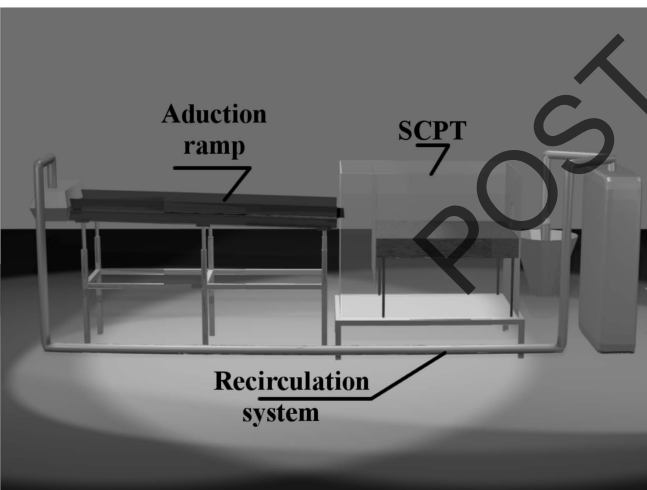 Aduction
ramp
SCPT
POST
Recirculation
system